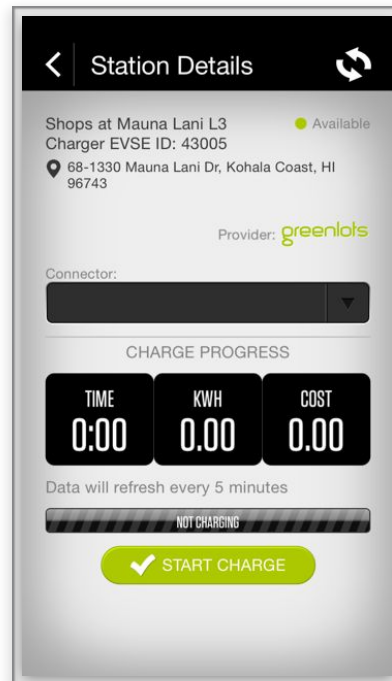 Station Details
Shops at Mauna Lani L3
Available
Charger EVSE ID: 43005
68-1330 Mauna Lani Dr, Kohala Coast, HI
96743
Provider: greenlots
Connector:
CHARGE PROGRESS
TIME
0:00
KWH
0.00
COST
0.00
Data will refresh every 5 minutes
NOT CHARGING
START CHARGE